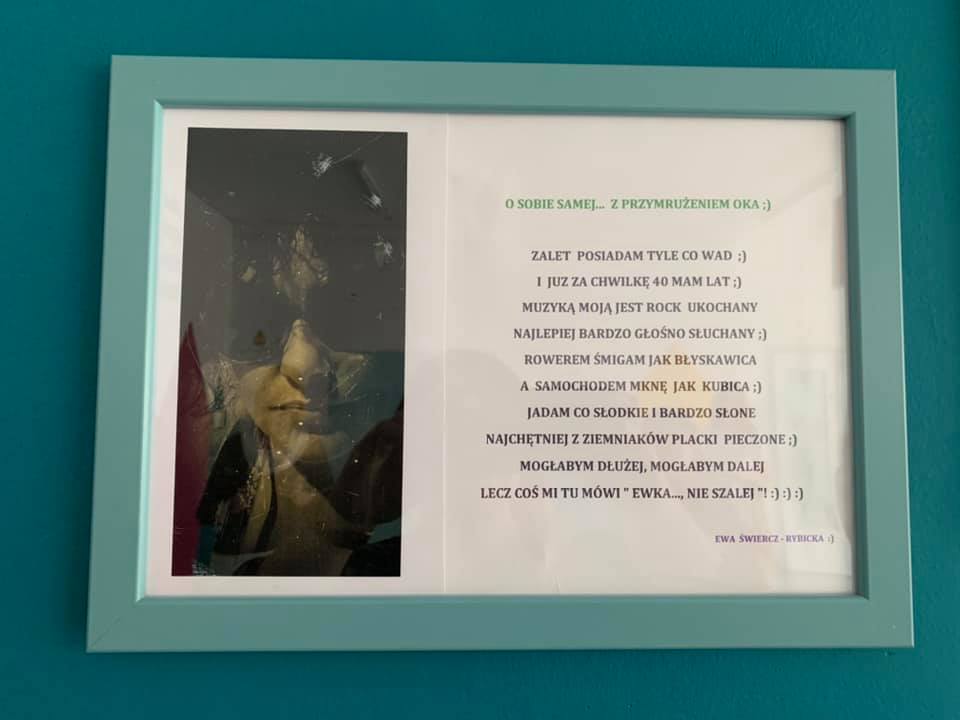 O SOBIE SAMEJ... Z PRZYMRUŻENIEM OKA ;)
ZALET POSIADAM TYLE CO WAD ;)
I JUZ ZA CHWILKĘ 40 MAM LAT ;)
MUZYKĄ MOJĄ JEST ROCK UKOCHANY
NAJLEPIEJ BARDZO GŁOŚNO SŁUCHANY ;)
ROWEREM ŚMIGAM JAK BŁYSKAWICA
A SAMOCHODEM MKNĘ JAK KUBICA ;)
JADAM CO SŁODKIE I BARDZO SŁONE
NAJCHĘTNIEJ Z ZIEMNIAKÓW PLACKI PIECZONE ;)
MOGŁABYM DŁUŻEJ, MOGŁABYM DALEJ
LECZ COŚ MI TU MÓWI " EWKA..., NIE SZALEJ "! :) :) :)
EWA ŚWIERCZ - RYBICKA :)